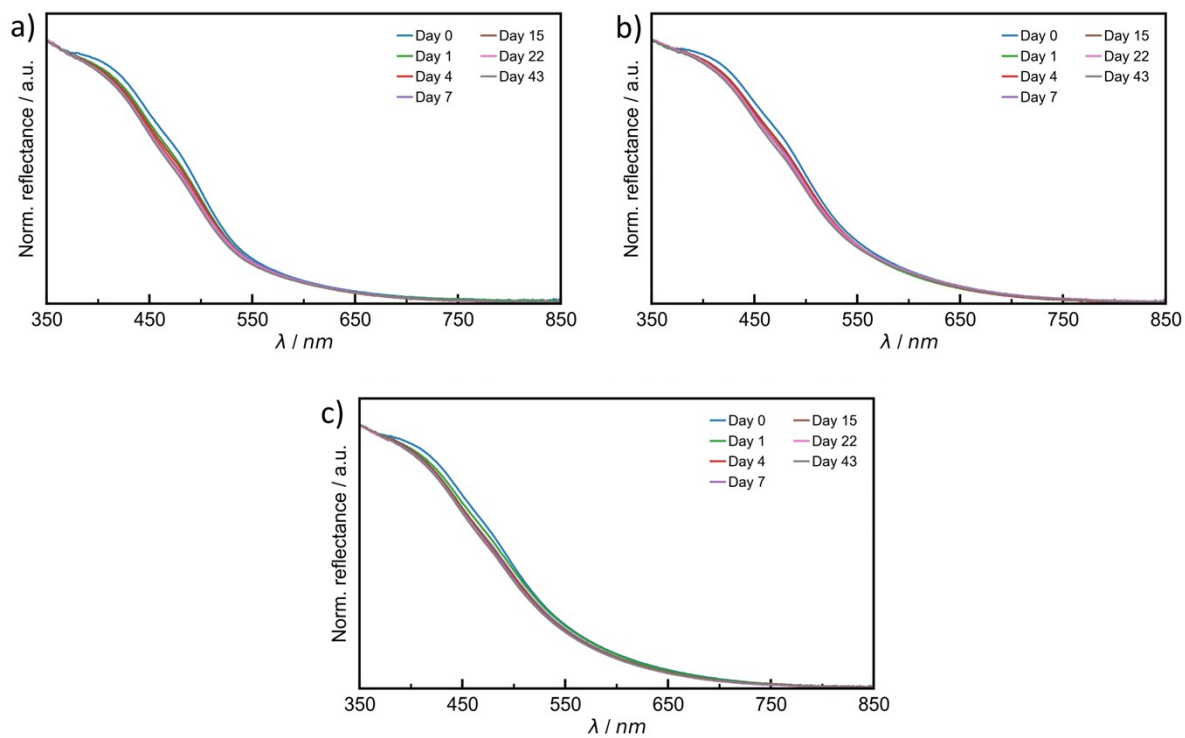 a)
Norm. reflectance / a.u.
Day 0 Day 15
Day 1 Day 22
Day 4 Day 43
Day 7
350 450 550 650 750 850
λ / nm
b)
Norm. reflectance / a.u.
Day 0 Day 15
Day 1 Day 22
Day 4 Day 43
Day 7
350 450 550 650 750 850
λ / nm
c)
Norm. reflectance / a.u.
Day 0 Day 15
Day 1 Day 22
Day 4 Day 43
Day 7
350 450 550 650 750 850
λ / nm